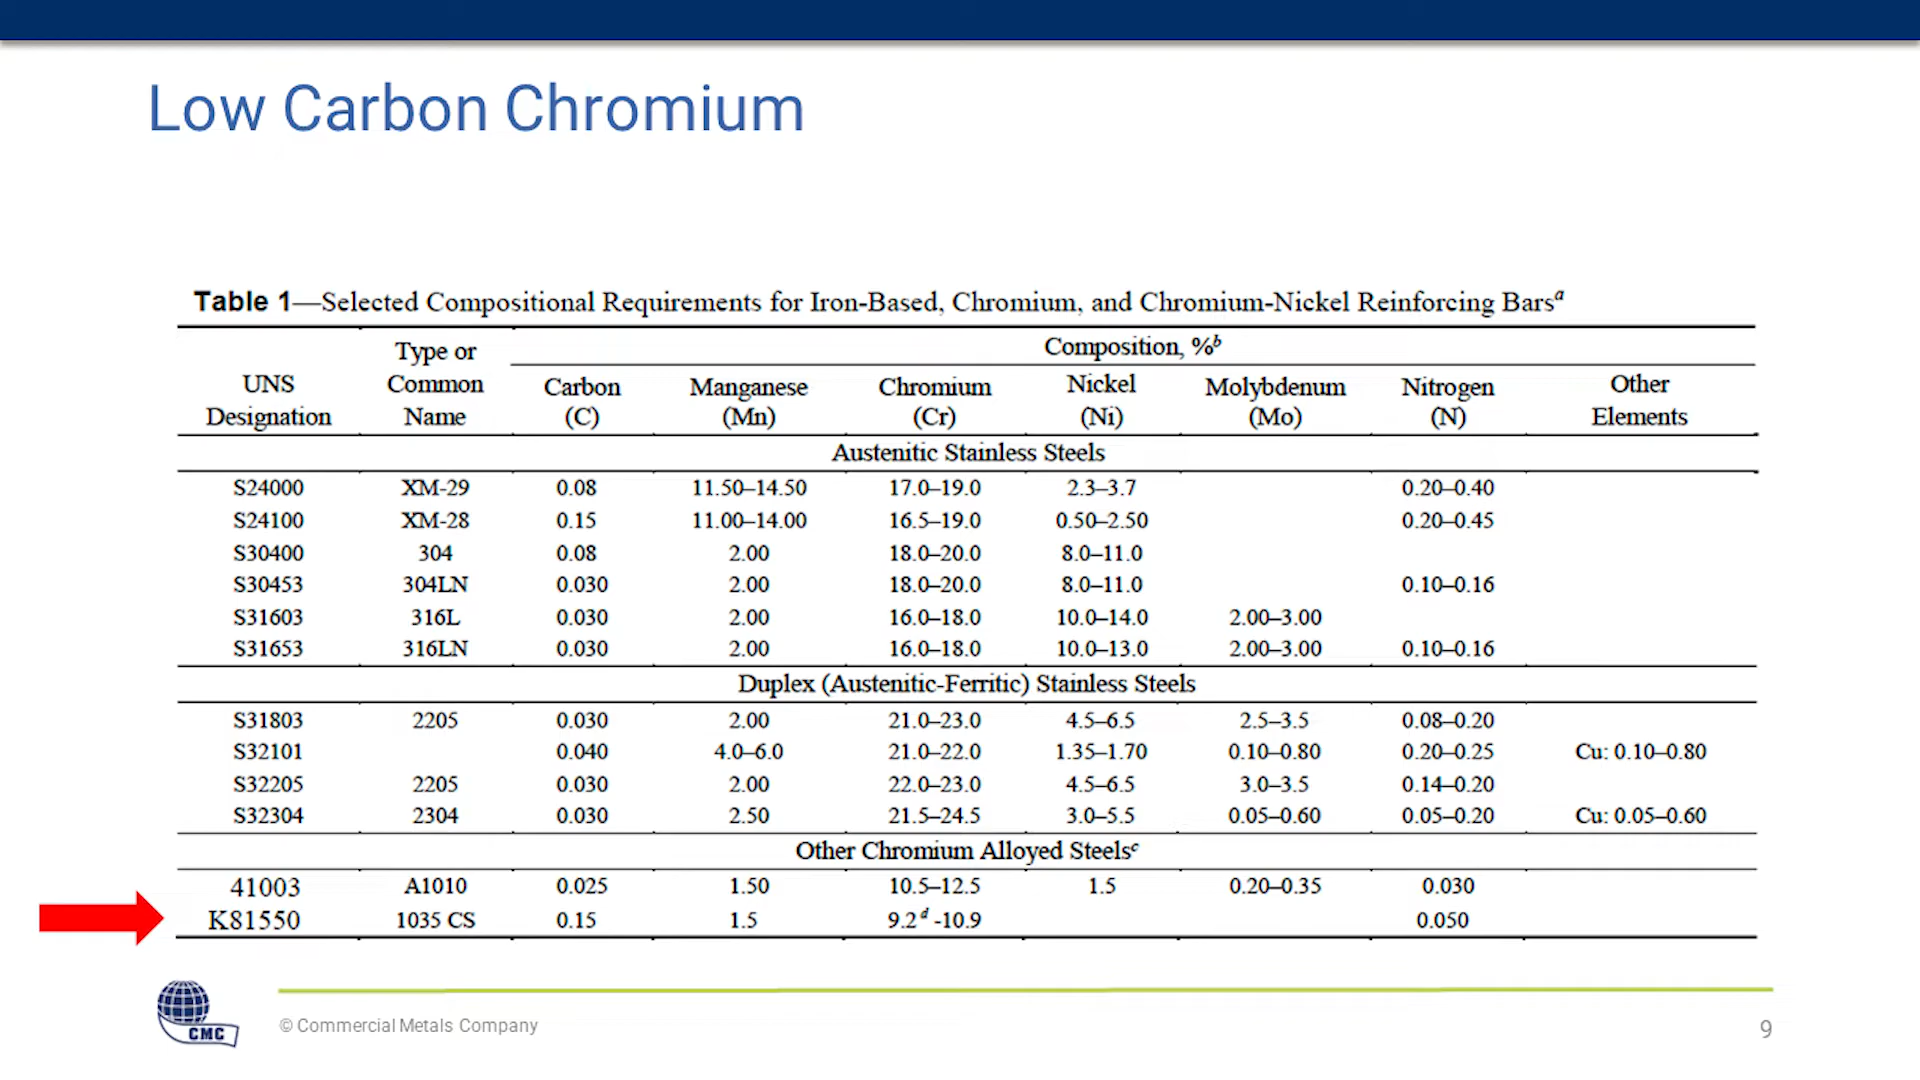 Low Carbon Chromium
Table 1—Selected Compositional Requirements for Iron-Based, Chromium, and Chromium-Nickel Reinforcing Barsᵃ
UNS Designation | Type or Common Name | Composition, %ᵇ
Carbon (C) | Manganese (Mn) | Chromium (Cr) | Nickel (Ni) | Molybdenum (Mo) | Nitrogen (N) | Other Elements
Austenitic Stainless Steels
S24000 XM-29 0.08 11.50–14.50 17.0–19.0 2.3–3.7 0.20–0.40
S24100 XM-28 0.15 11.00–14.00 16.5–19.0 0.50–2.50 0.20–0.45
S30400 304 0.08 2.00 18.0–20.0 8.0–11.0
S30453 304LN 0.030 2.00 18.0–20.0 8.0–11.0 0.10–0.16
S31603 316L 0.030 2.00 16.0–18.0 10.0–14.0 2.00–3.00
S31653 316LN 0.030 2.00 16.0–18.0 10.0–13.0 2.00–3.00 0.10–0.16
Duplex (Austenitic-Ferritic) Stainless Steels
S31803 2205 0.030 2.00 21.0–23.0 4.5–6.5 2.5–3.5 0.08–0.20
S32101 0.040 4.0–6.0 21.0–22.0 1.35–1.70 0.10–0.80 0.20–0.25 Cu: 0.10–0.80
S32205 2205 0.030 2.00 22.0–23.0 4.5–6.5 3.0–3.5 0.14–0.20
S32304 2304 0.030 2.50 21.5–24.5 3.0–5.5 0.05–0.60 0.05–0.20 Cu: 0.05–0.60
Other Chromium Alloyed Steelsᶜ
41003 A1010 0.025 1.50 10.5–12.5 1.5 0.20–0.35 0.030
K81550 1035 CS 0.15 1.5 9.2ᵈ -10.9 0.050
CMC
© Commercial Metals Company
9